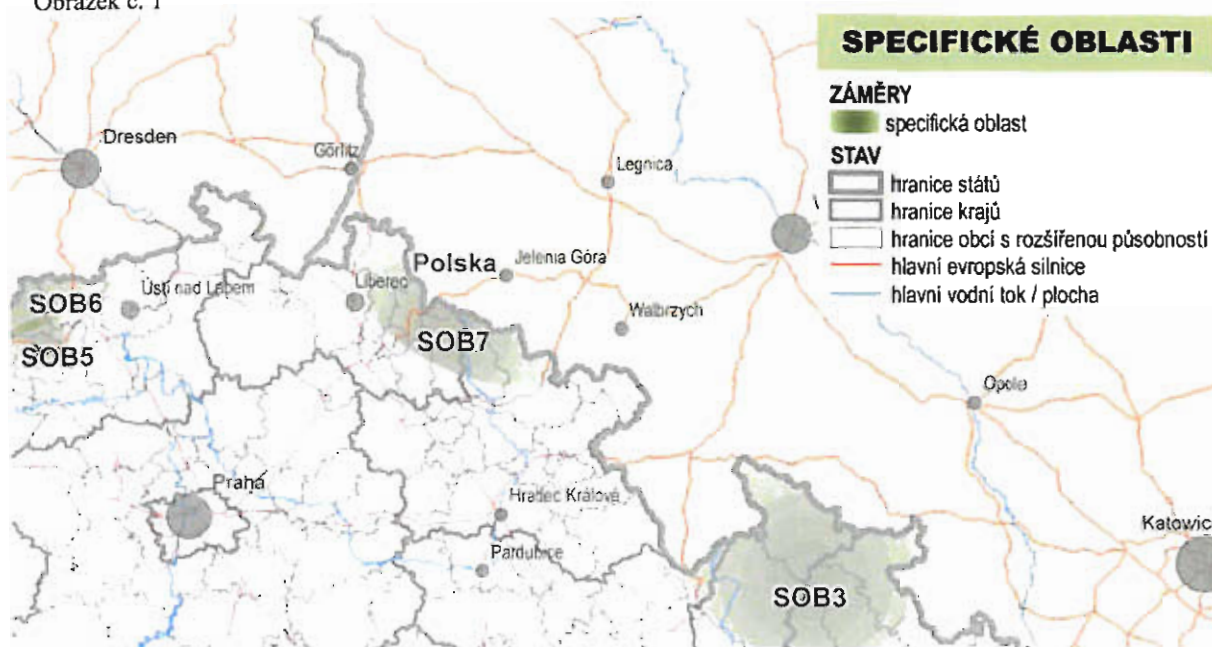 Obrázek č. 1
SPECIFICKÉ OBLASTI
ZÁMĚRY
specifická oblast
STAV
hranice států
hranice krajů
hranice obcí s rozšířenou působností
hlavní evropská silnice
hlavní vodní tok / plocha
Dresden
Görlitz
Legnica
Polska
Jelenia Góra
Liberec
Ústí nad Labem
SOB6
SOB5
SOB7
Walbrzych
Opole
Praha
Hradec Králové
Pardubice
SOB3
Katowic